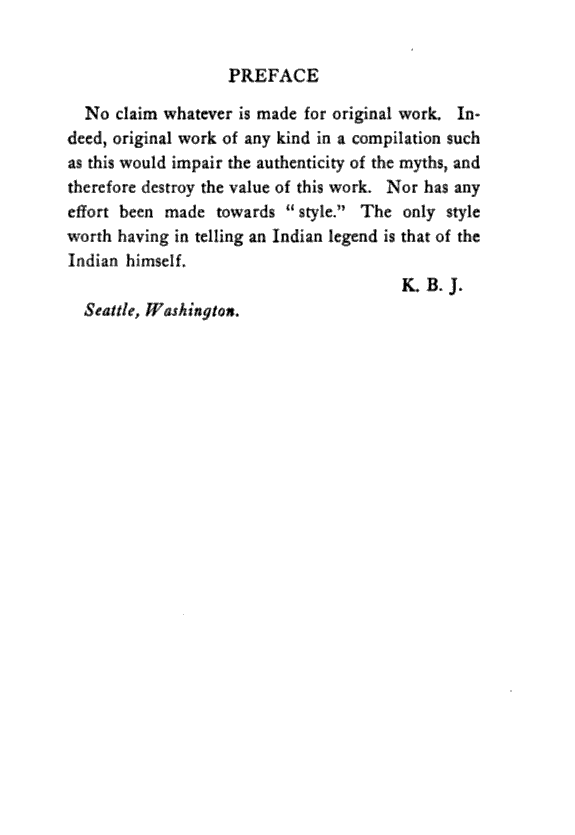 PREFACE
No claim whatever is made for original work. In-
deed, original work of any kind in a compilation such
as this would impair the authenticity of the myths, and
therefore destroy the value of this work. Nor has any
effort been made towards “style.” The only style
worth having in telling an Indian legend is that of the
Indian himself.
K. B. J.
Seattle, Washington.